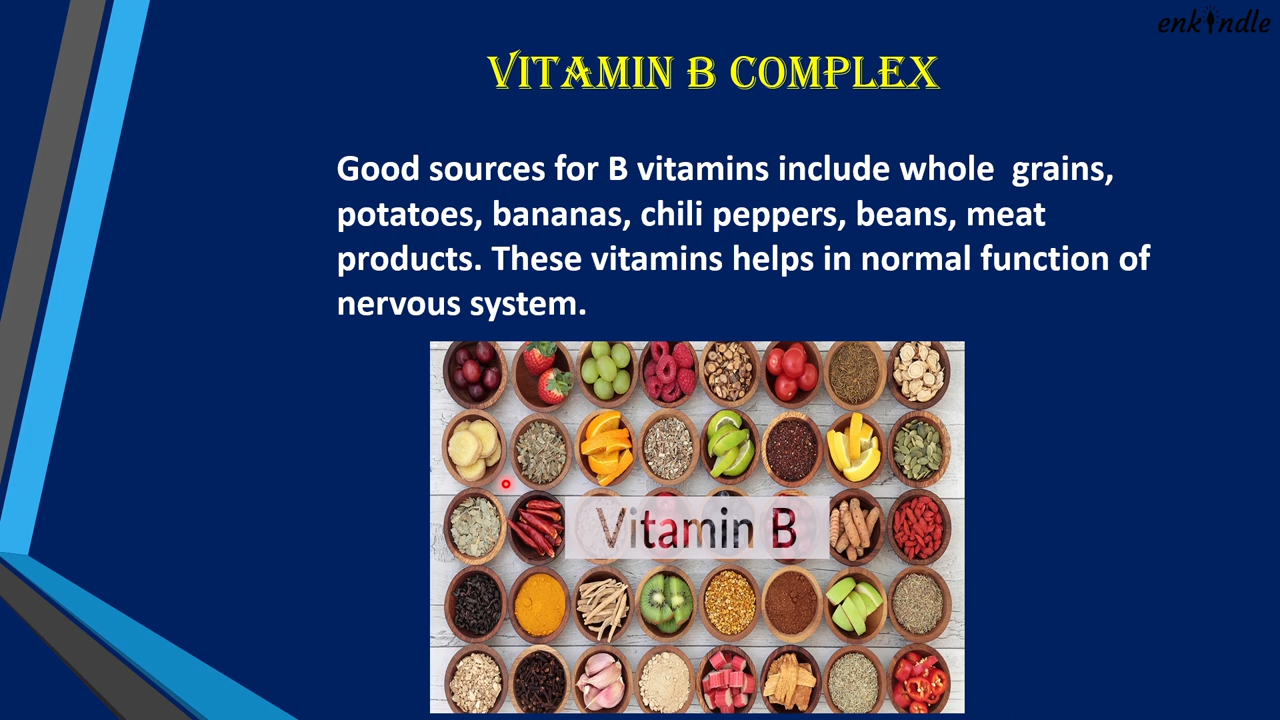 enkindle
VITAMIN B COMPLEX
Good sources for B vitamins include whole  grains,
potatoes, bananas, chili peppers, beans, meat
products. These vitamins helps in normal function of
nervous system.
Vitamin B